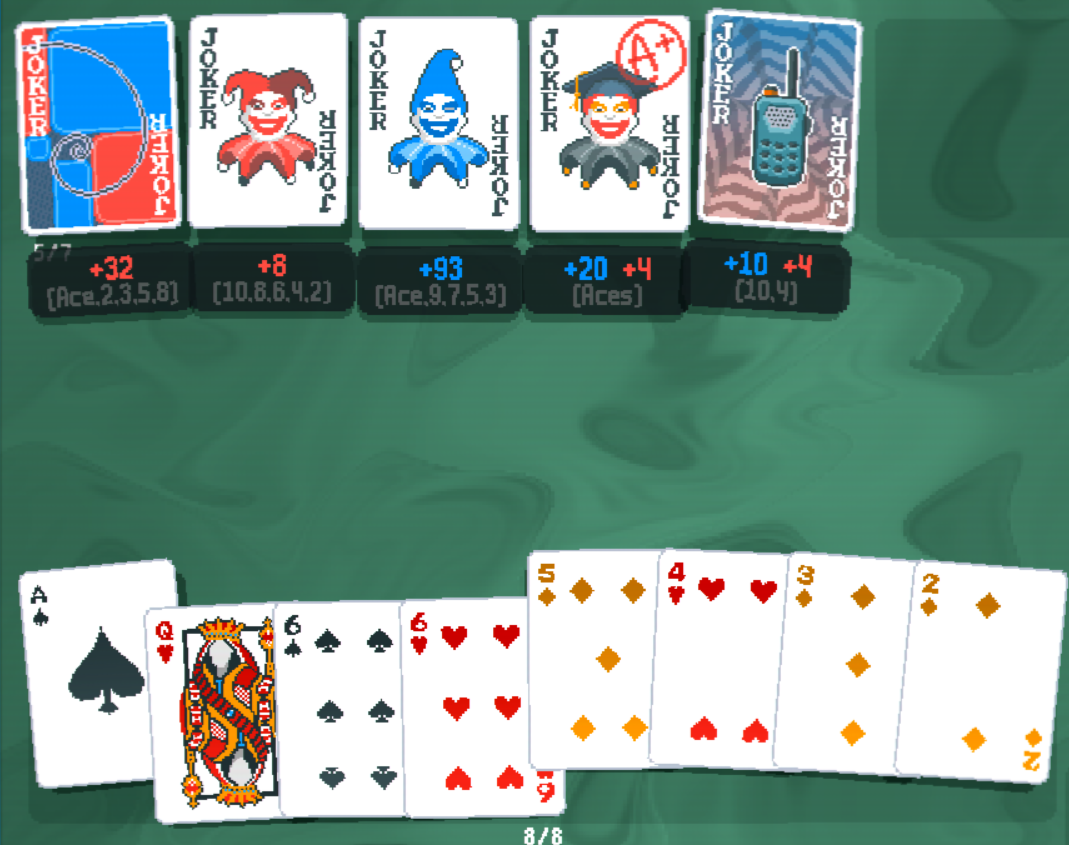 JOKER JOKER
JOKER JOKER
JOKER JOKER
JOKER A+ JOKER
JOKER JOKER
5/7
+32
(Ace,2,3,5,8)
+8
(10,8,6,4,2)
+93
(Ace,9,7,5,3)
+20 +4
(Aces)
+10 +4
(10,4)
A
Q
6
6
6
5
4
3
2
2
8/8